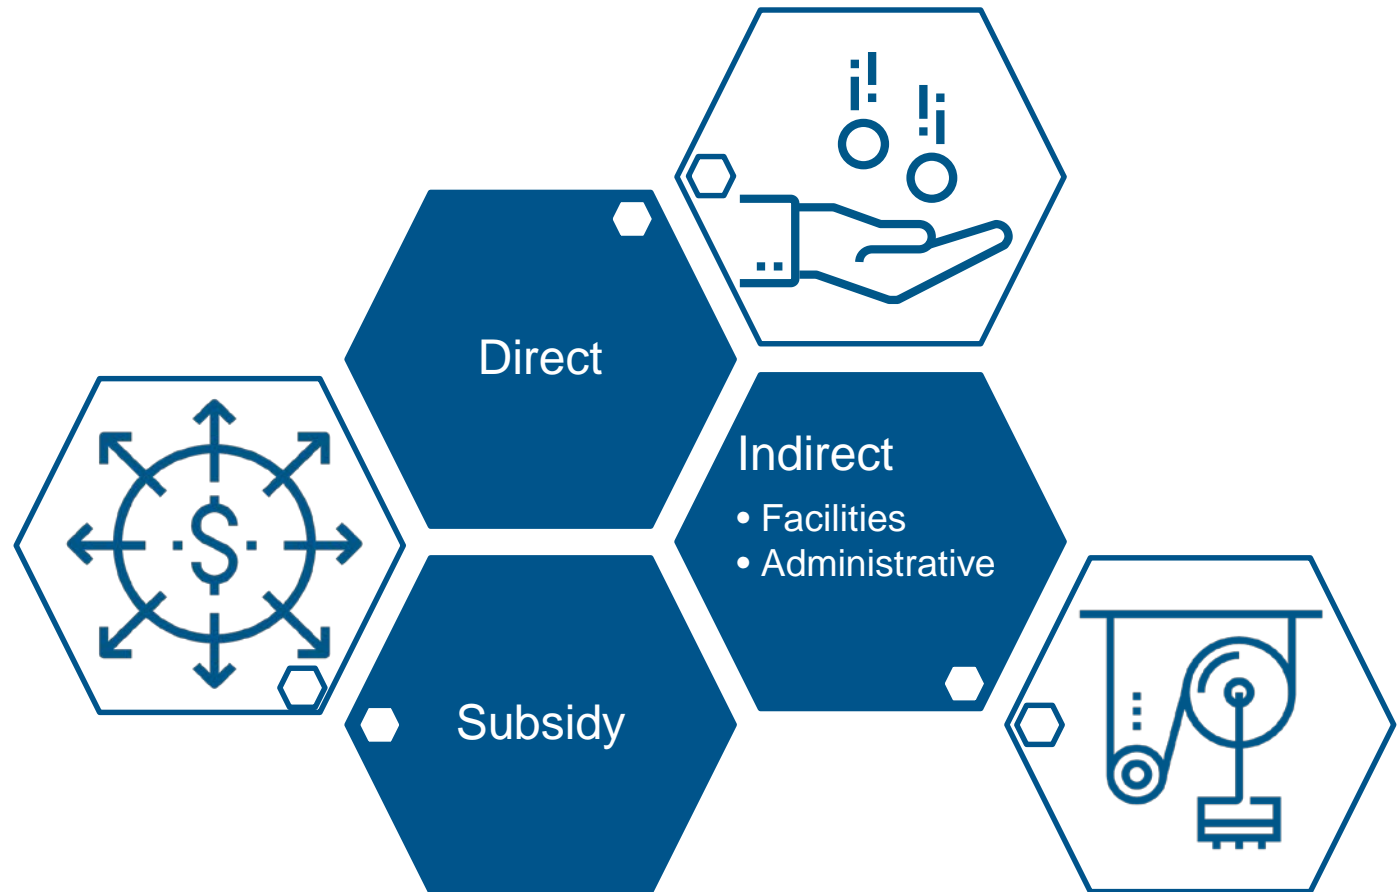 Direct
Indirect
• Facilities
• Administrative
$
Subsidy